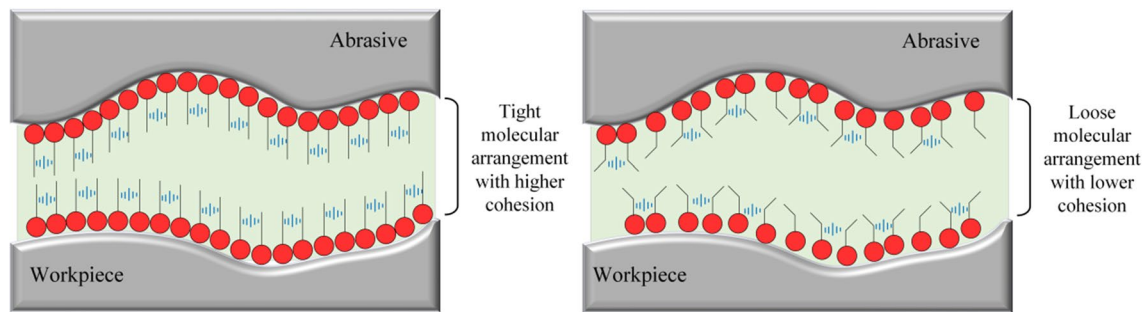 Abrasive
Workpiece
Tight
molecular
arrangement
with higher
cohesion
Abrasive
Workpiece
Loose
molecular
arrangement
with lower
cohesion